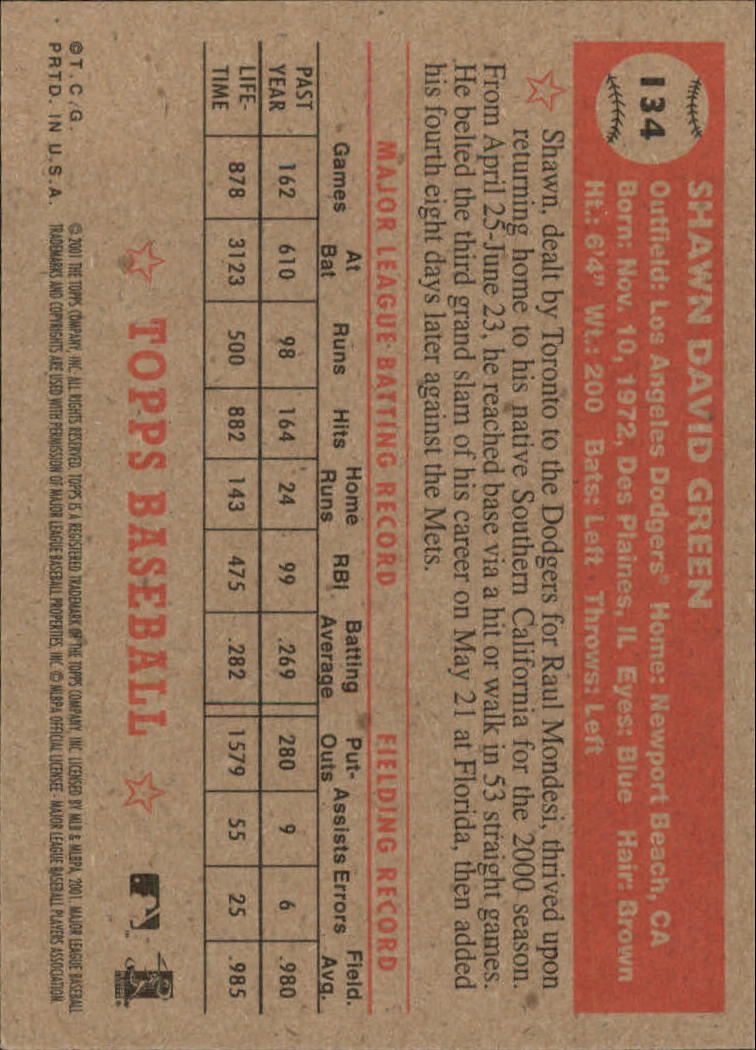 134
SHAWN DAVID GREEN
Outfield: Los Angeles Dodgers® Home: Newport Beach, CA
Born: Nov. 10, 1972, Des Plaines, IL Eyes: Blue Hair: Brown
Ht.: 6'4" Wt.: 200 Bats: Left · Throws: Left
Shawn, dealt by Toronto to the Dodgers for Raul Mondesi, thrived upon
returning home to his native Southern California for the 2000 season.
From April 25-June 23, he reached base via a hit or walk in 53 straight games.
He belted the third grand slam of his career on May 21 at Florida, then added
his fourth eight days later against the Mets.
MAJOR LEAGUE BATTING RECORD FIELDING RECORD
Games At Bat Runs Hits Home Runs RBI Batting Average Put-Outs Assists Errors Field. Avg.
PAST YEAR 162 610 98 164 24 99 .269 280 9 6 .980
LIFE-TIME 878 3123 500 882 143 475 .282 1579 55 25 .985
TOPPS BASEBALL
© T.C.G. © 2001 THE TOPPS COMPANY, INC. ALL RIGHTS RESERVED. TOPPS IS A REGISTERED TRADEMARK OF THE TOPPS COMPANY, INC. LICENSED BY MLB & MLBPA, 2001. MAJOR LEAGUE BASEBALL
PRTD. IN U.S.A. TRADEMARKS AND COPYRIGHTS ARE USED WITH PERMISSION OF MAJOR LEAGUE BASEBALL PROPERTIES, INC. © MLBPA OFFICIAL LICENSEE - MAJOR LEAGUE BASEBALL PLAYERS ASSOCIATION